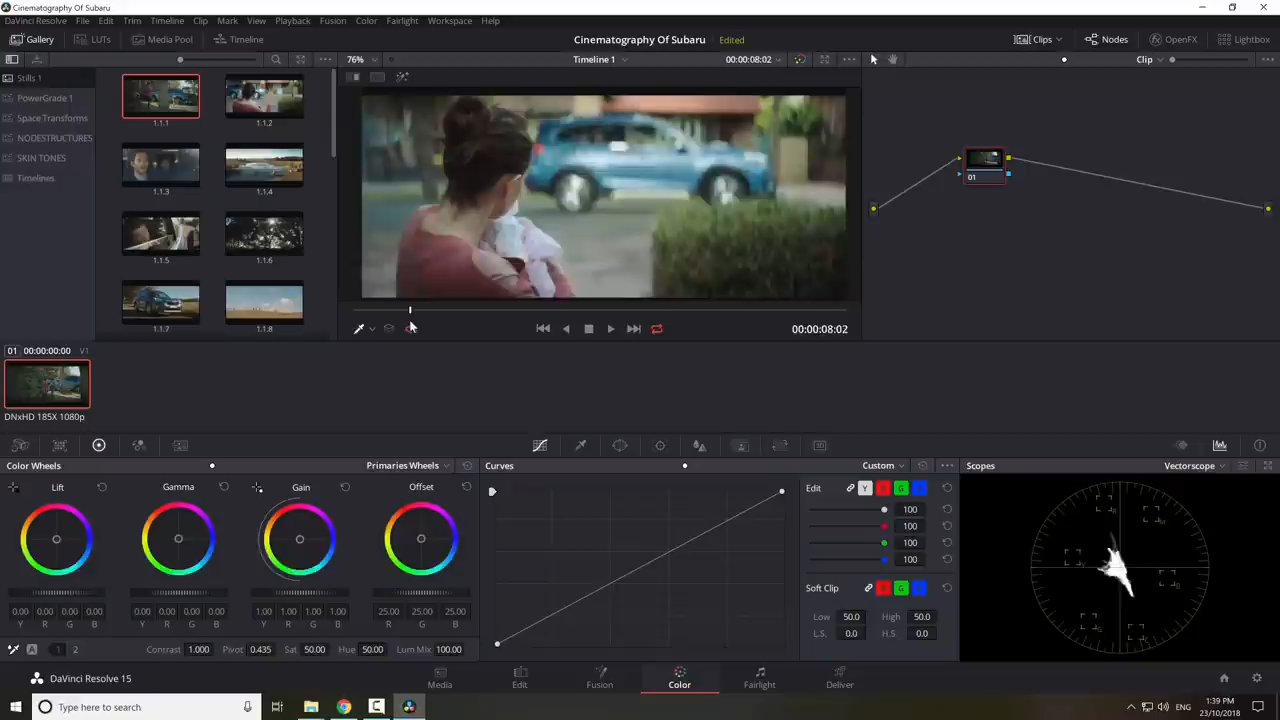 Cinematography Of Subaru
DaVinci Resolve File Edit Trim Timeline Clip Mark View Playback Fusion Color Fairlight Workspace Help
Gallery LUTs Media Pool Timeline Cinematography Of Subaru Edited Clips Nodes OpenFX Lightbox
76% Timeline 1 00:00:08:02 Clip
Stills 1
PowerGrade 1
Space Transforms
NODESTRUCTURES
SKIN TONES
Timelines
1.1.1 1.1.2
1.1.3 1.1.4
1.1.5 1.1.6
1.1.7 1.1.8
01
00:00:08:02
01 00:00:00:00 V1
DNxHD 185X 1080p
Color Wheels Primaries Wheels Curves Custom Scopes Vectorscope
Lift Gamma Gain Offset
0.00 0.00 0.00 0.00 0.00 0.00 0.00 0.00 1.00 1.00 1.00 1.00 25.00 25.00 25.00
Y R G B Y R G B Y R G B R G B
A 1 2 Contrast 1.000 Pivot 0.435 Sat 50.00 Hue 50.00 Lum Mix 100.00
Edit Y R G B
100
100
100
100
Soft Clip R G B
Low 50.0 High 50.0
L.S. 0.0 H.S. 0.0
DaVinci Resolve 15
Media Edit Fusion Color Fairlight Deliver
Type here to search
ENG
1:39 PM
23/10/2018